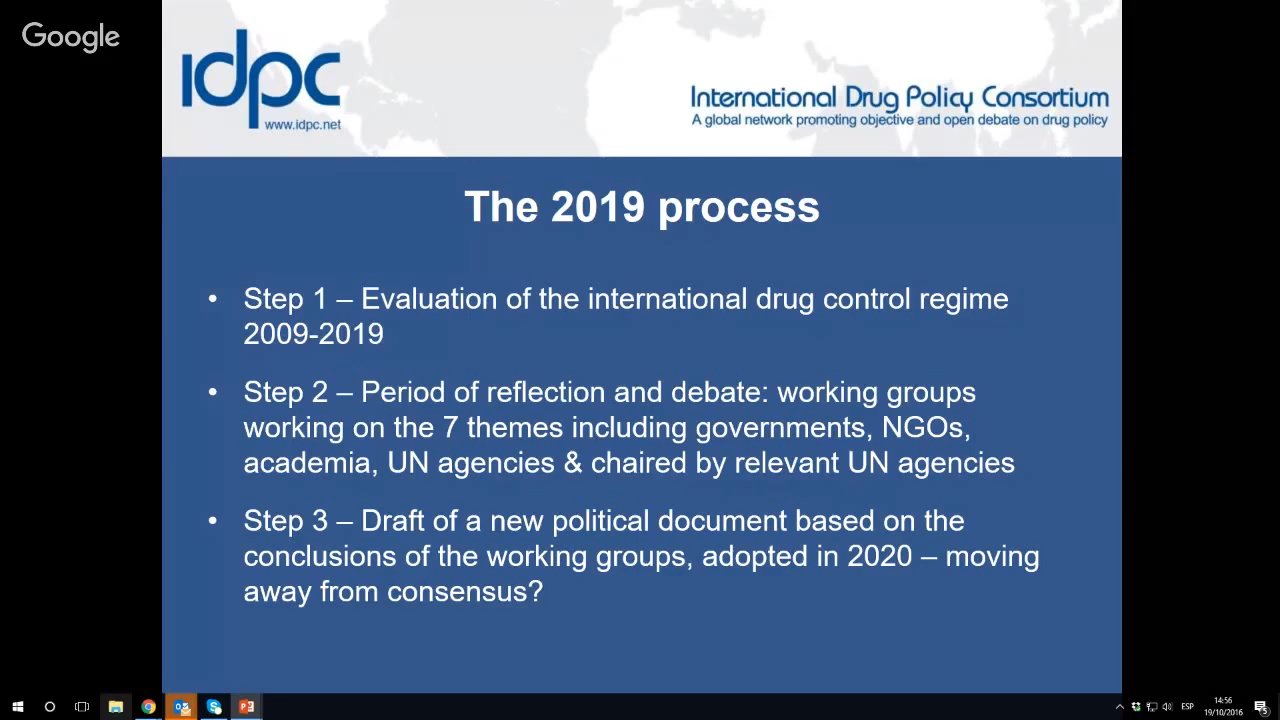 Google
idpc
www.idpc.net
International Drug Policy Consortium
A global network promoting objective and open debate on drug policy
The 2019 process
• Step 1 – Evaluation of the international drug control regime
2009-2019
• Step 2 – Period of reflection and debate: working groups
working on the 7 themes including governments, NGOs,
academia, UN agencies & chaired by relevant UN agencies
• Step 3 – Draft of a new political document based on the
conclusions of the working groups, adopted in 2020 – moving
away from consensus?
ESP
14:56
19/10/2016